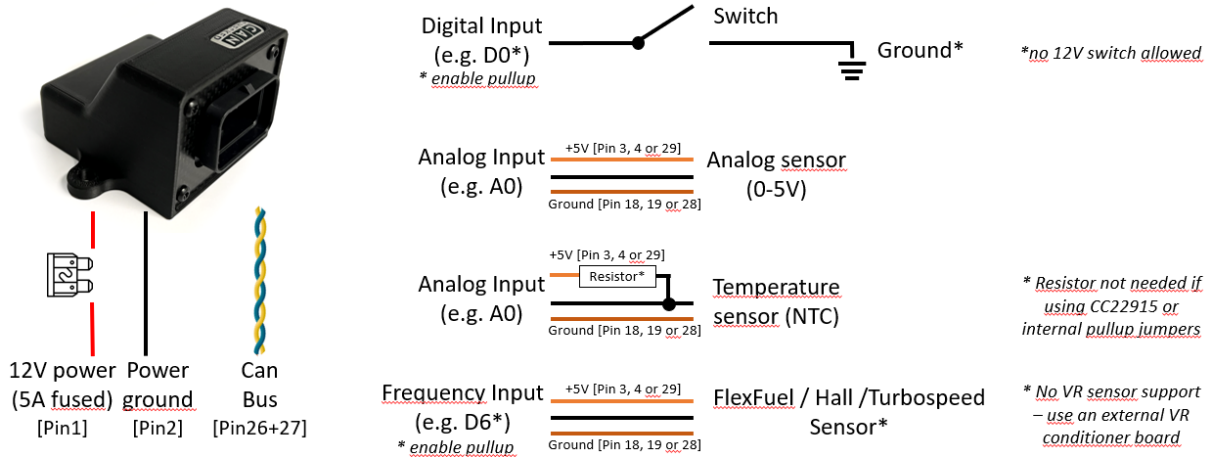 CAN
12V power
(5A fused)
[Pin1]
Power
ground
[Pin2]
Can
Bus
[Pin26+27]
Digital Input
(e.g. D0*)
* enable pullup
Switch
Ground*
*no 12V switch allowed
Analog Input
(e.g. A0)
+5V [Pin 3, 4 or 29]
Ground [Pin 18, 19 or 28]
Analog sensor
(0-5V)
Analog Input
(e.g. A0)
+5V [Pin 3, 4 or 29]
Resistor*
Ground [Pin 18, 19 or 28]
Temperature
sensor (NTC)
* Resistor not needed if
using CC22915 or
internal pullup jumpers
Frequency Input
(e.g. D6*)
* enable pullup
+5V [Pin 3, 4 or 29]
Ground [Pin 18, 19 or 28]
FlexFuel / Hall /Turbospeed
Sensor*
* No VR sensor support
– use an external VR
conditioner board